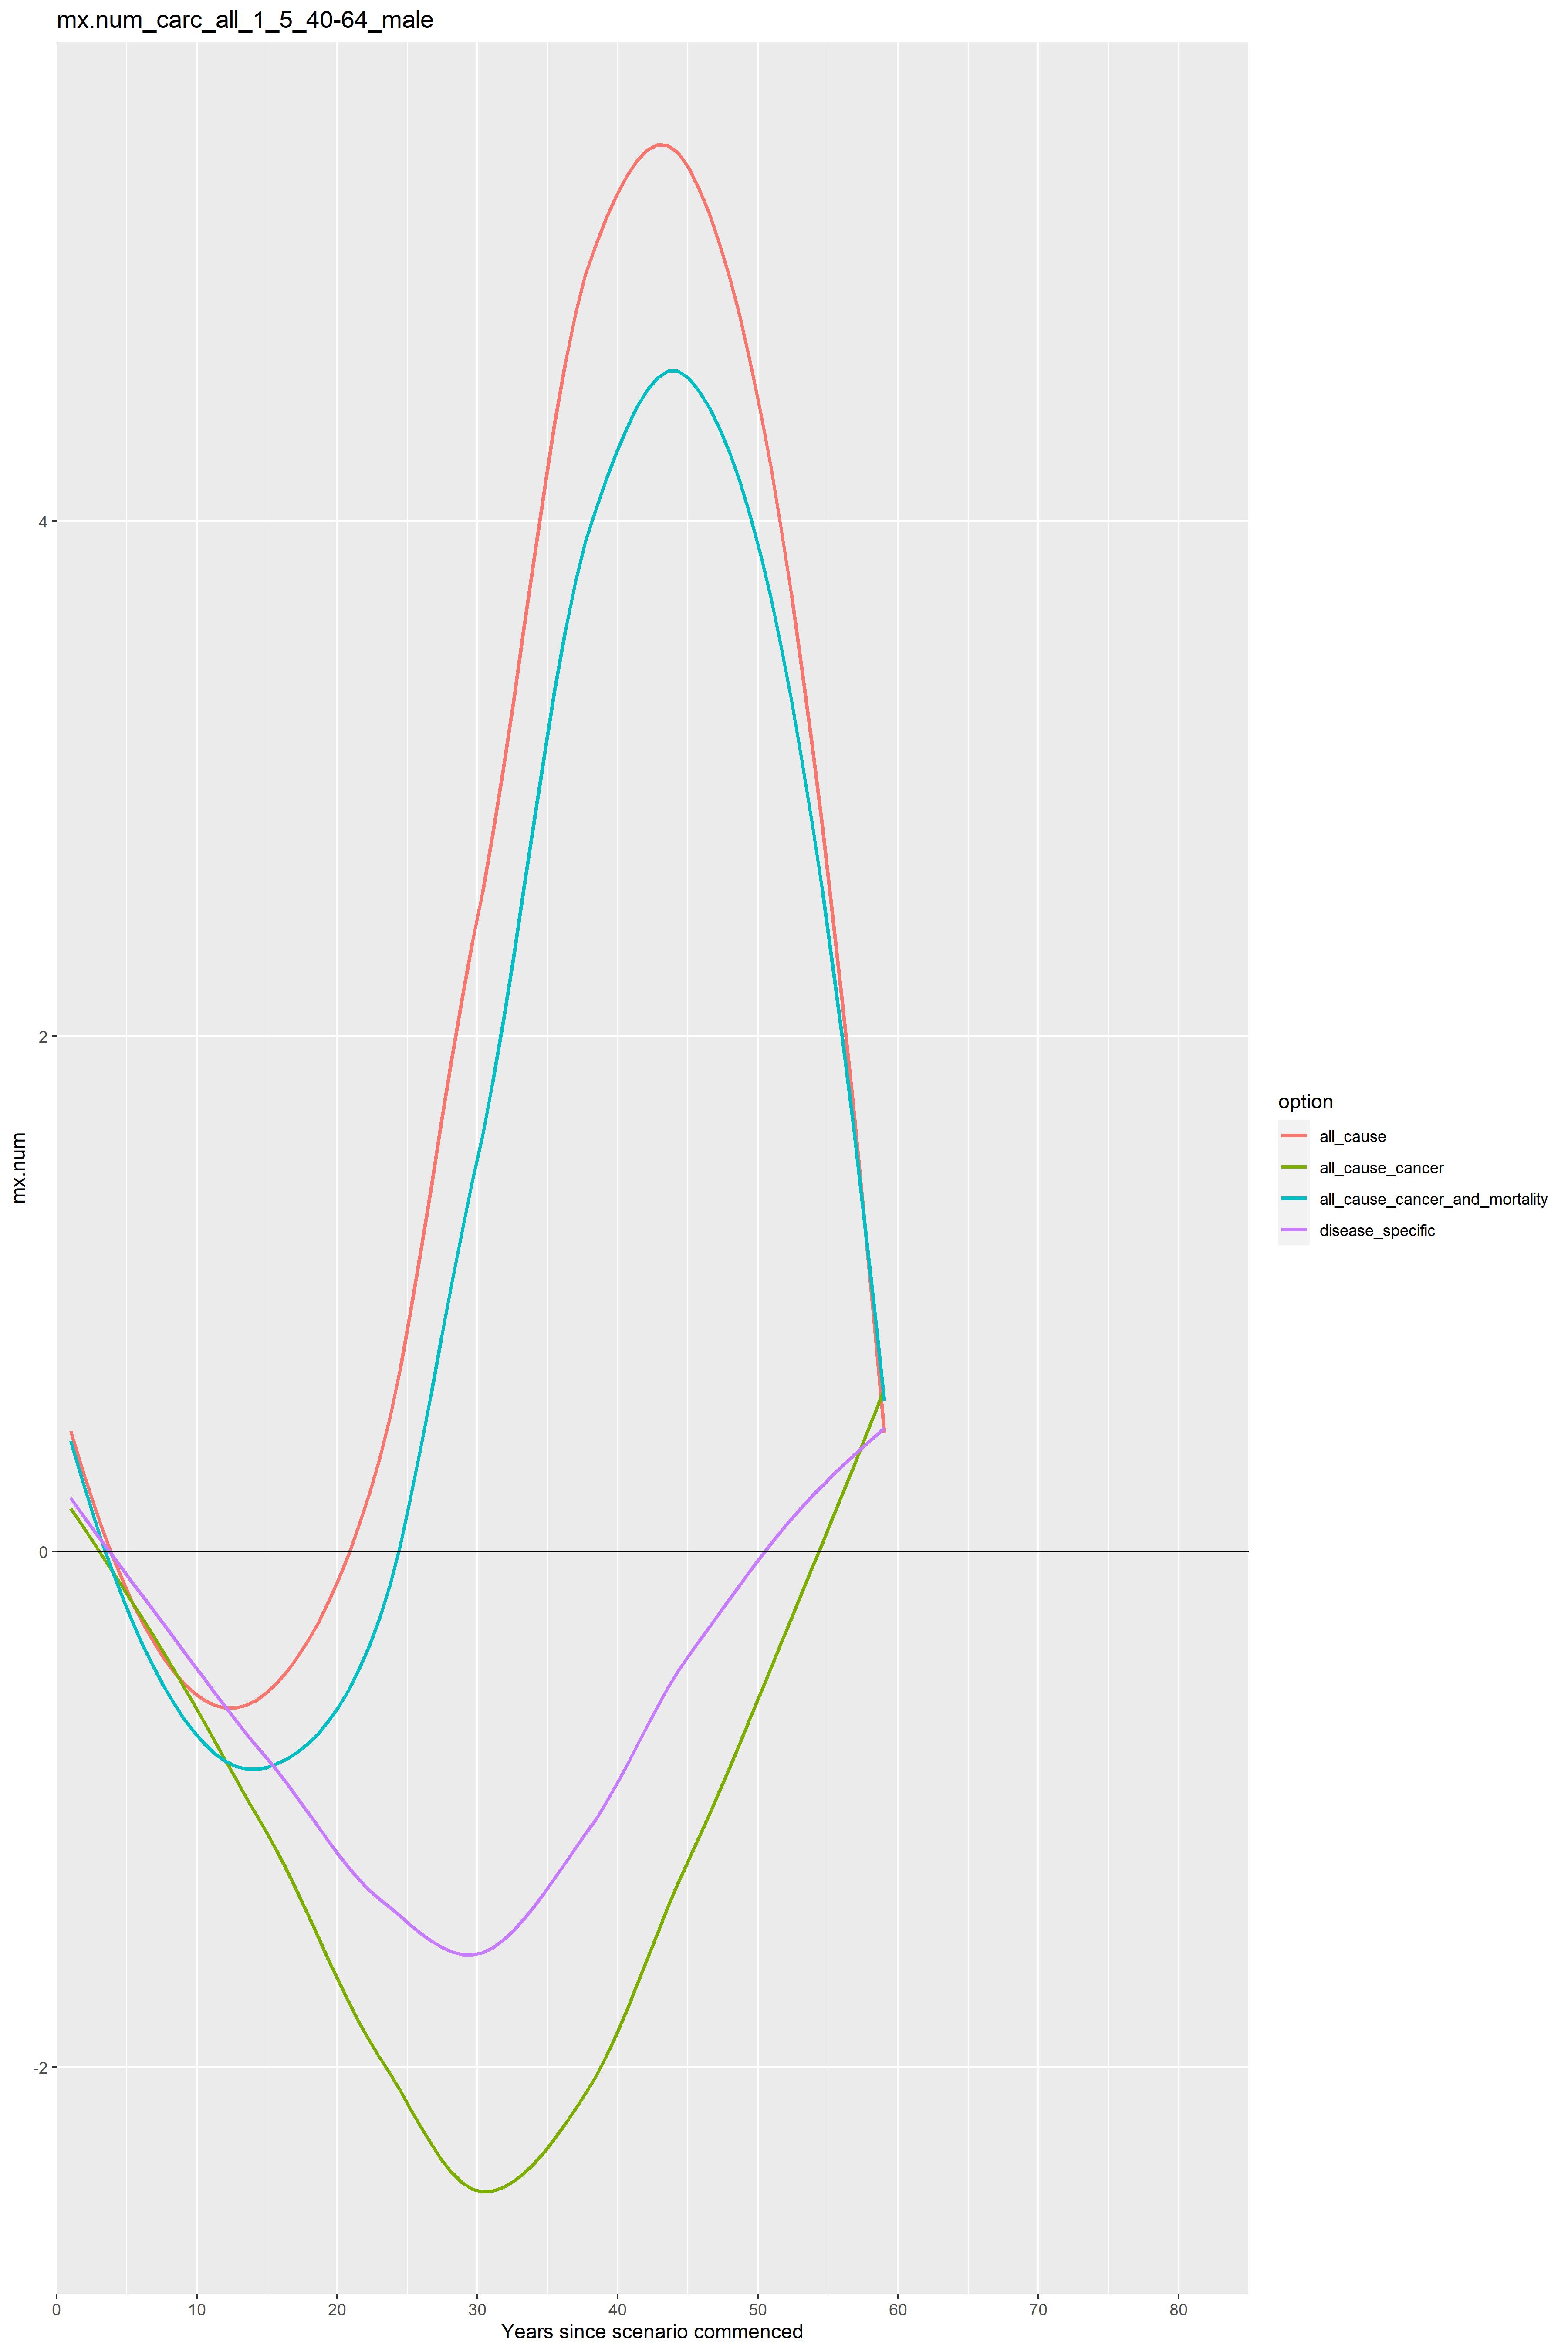 mx.num_carc_all_1_5_40-64_male
mx.num
4
2
0
-2
0 10 20 30 40 50 60 70 80
Years since scenario commenced
option
all_cause
all_cause_cancer
all_cause_cancer_and_mortality
disease_specific